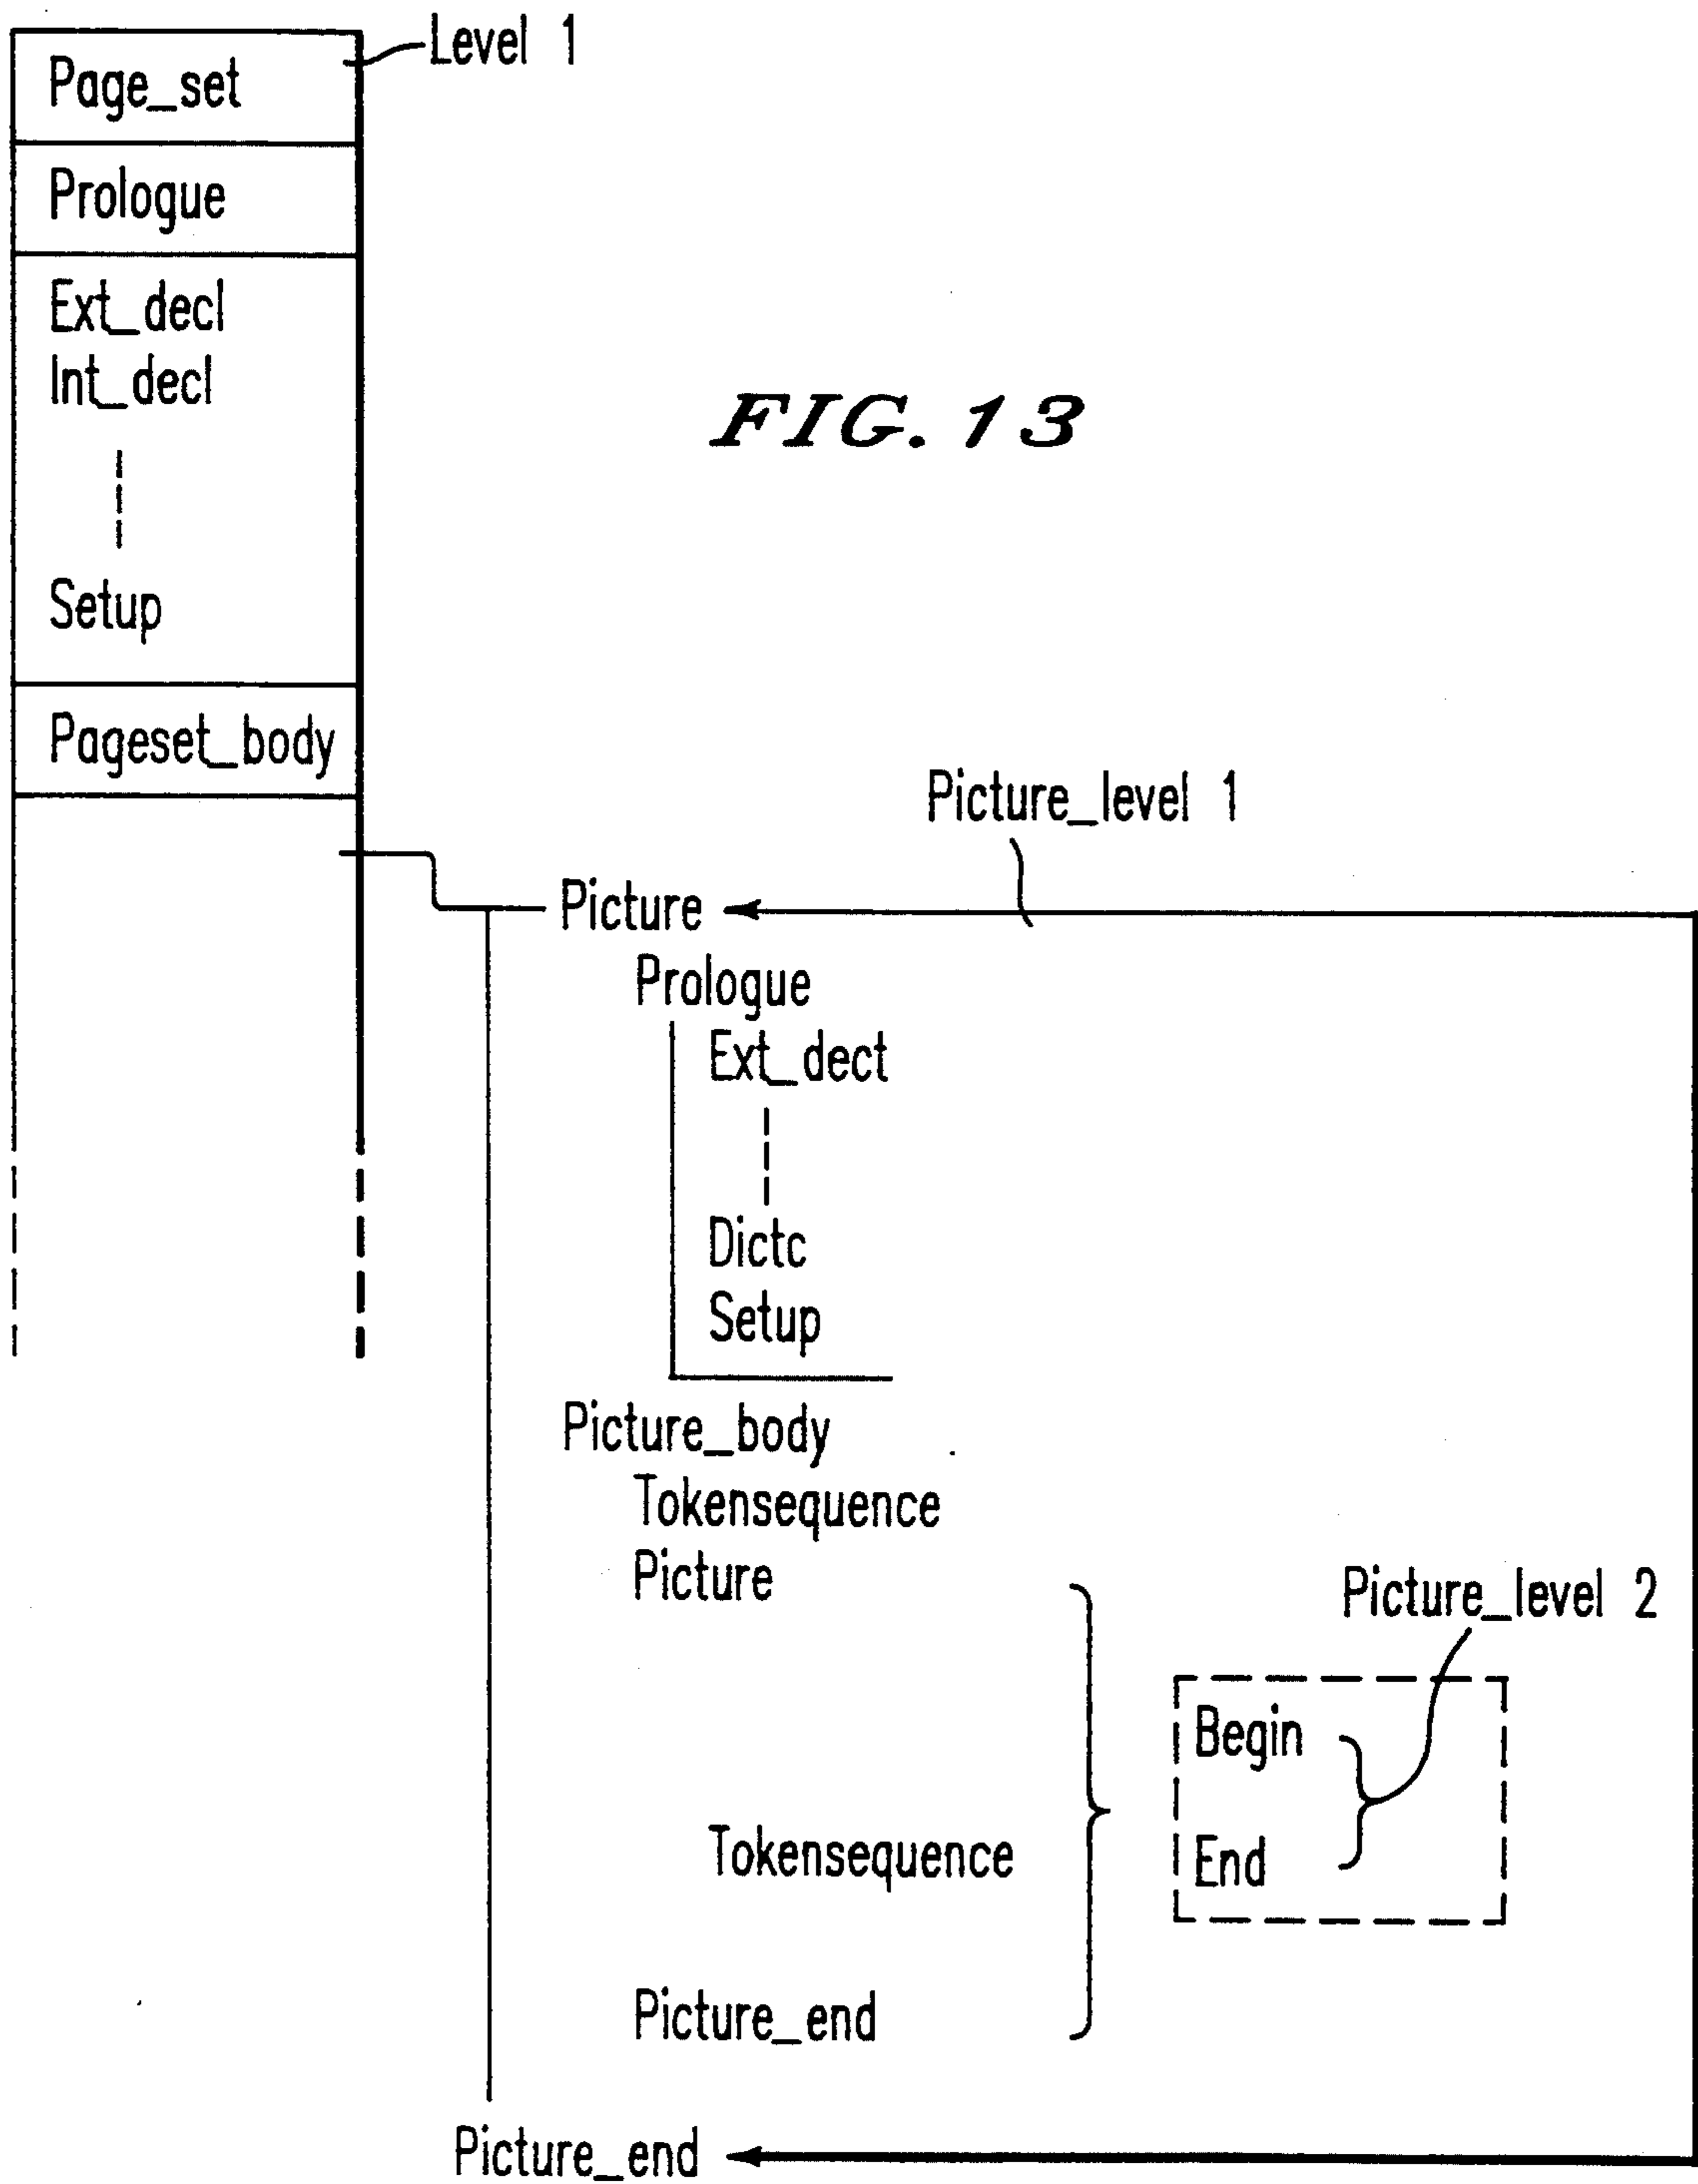 Level 1
Page_set
Prologue
Ext_decl
Int_decl
FIG. 13
Setup
Pageset_body
Picture_level 1
Picture
Prologue
Ext_dect
Dictc
Setup
Picture_body
Tokensequence
Picture
Picture_level 2
Begin
Tokensequence
End
Picture_end
Picture_end